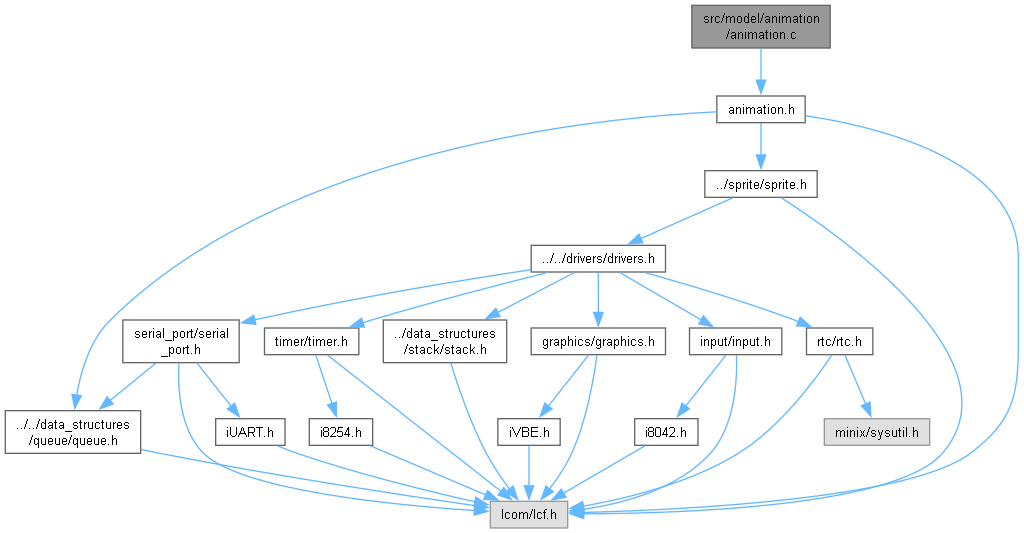 src/model/animation
/animation.c
animation.h
../sprite/sprite.h
../../drivers/drivers.h
serial_port/serial
_port.h
timer/timer.h
../data_structures
/stack/stack.h
graphics/graphics.h
input/input.h
rtc/rtc.h
../../data_structures
/queue/queue.h
iUART.h
i8254.h
iVBE.h
i8042.h
minix/sysutil.h
lcom/lcf.h